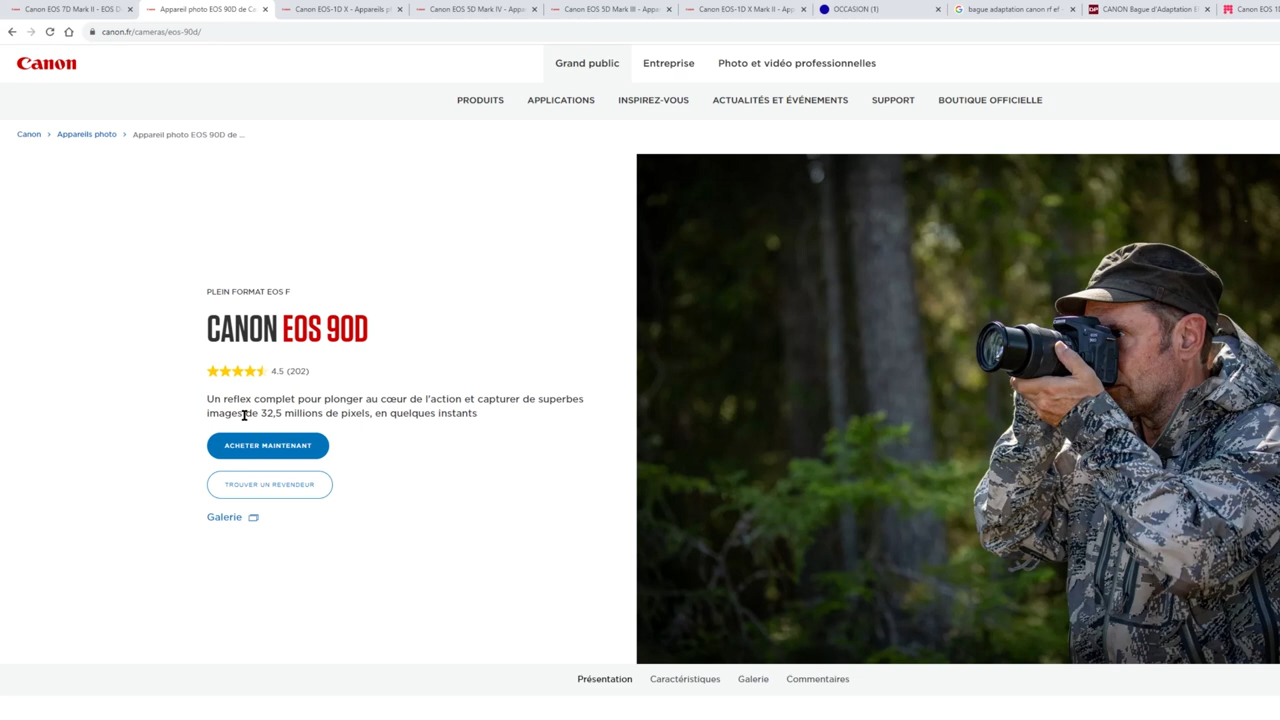 Canon EOS 7D Mark II - EOS D
Appareil photo EOS 90D de Ca
Canon EOS-1D X - Appareils p
Canon EOS 5D Mark IV - Appa
Canon EOS 5D Mark III - Appa
Canon EOS-1D X Mark II - App
OCCASION (1)
bague adaptation canon rf ef
CANON Bague d'Adaptation E
Canon EOS 1D
canon.fr/cameras/eos-90d/
Canon
Grand public
Entreprise
Photo et vidéo professionnelles
PRODUITS
APPLICATIONS
INSPIREZ-VOUS
ACTUALITÉS ET ÉVÉNEMENTS
SUPPORT
BOUTIQUE OFFICIELLE
Canon > Appareils photo > Appareil photo EOS 90D de ...
PLEIN FORMAT EOS F
CANON EOS 90D
4.5 (202)
Un reflex complet pour plonger au cœur de l'action et capturer de superbes
images de 32,5 millions de pixels, en quelques instants
ACHETER MAINTENANT
TROUVER UN REVENDEUR
Galerie
Présentation
Caractéristiques
Galerie
Commentaires